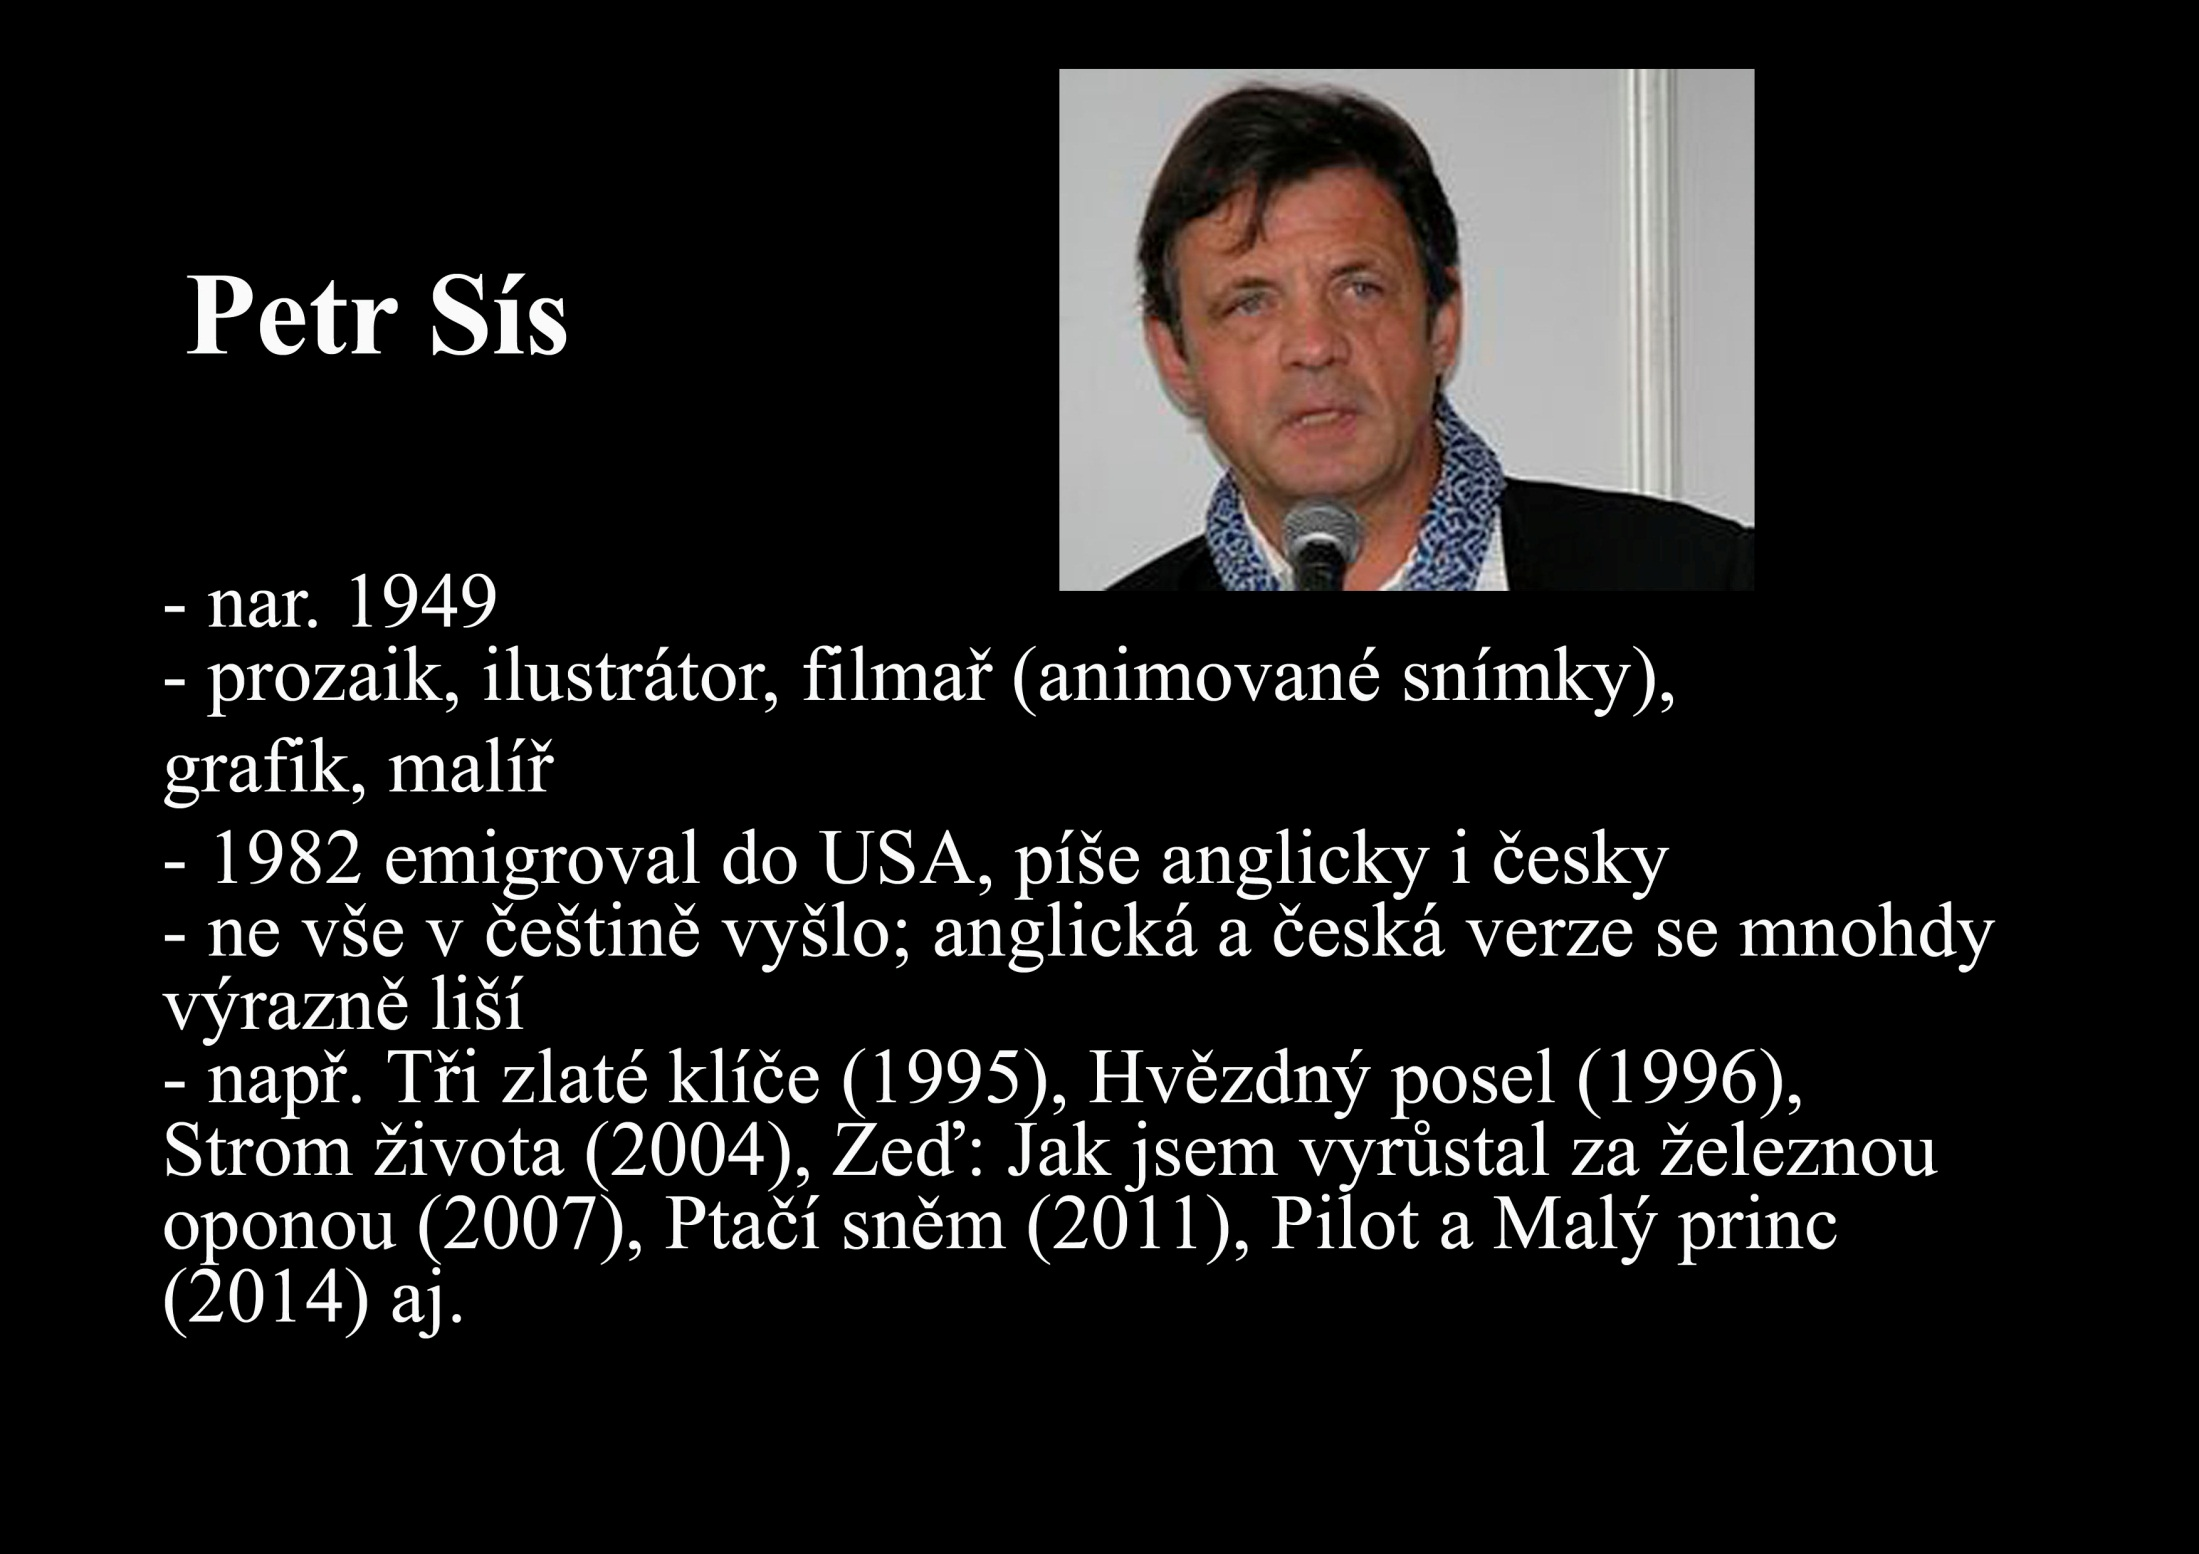 Petr Sís
- nar. 1949
- prozaik, ilustrátor, filmař (animované snímky),
grafik, malíř
- 1982 emigroval do USA, píše anglicky i česky
- ne vše v češtině vyšlo; anglická a česká verze se mnohdy
výrazně liší
- např. Tři zlaté klíče (1995), Hvězdný posel (1996),
Strom života (2004), Zeď: Jak jsem vyrůstal za železnou
oponou (2007), Ptačí sněm (2011), Pilot a Malý princ
(2014) aj.